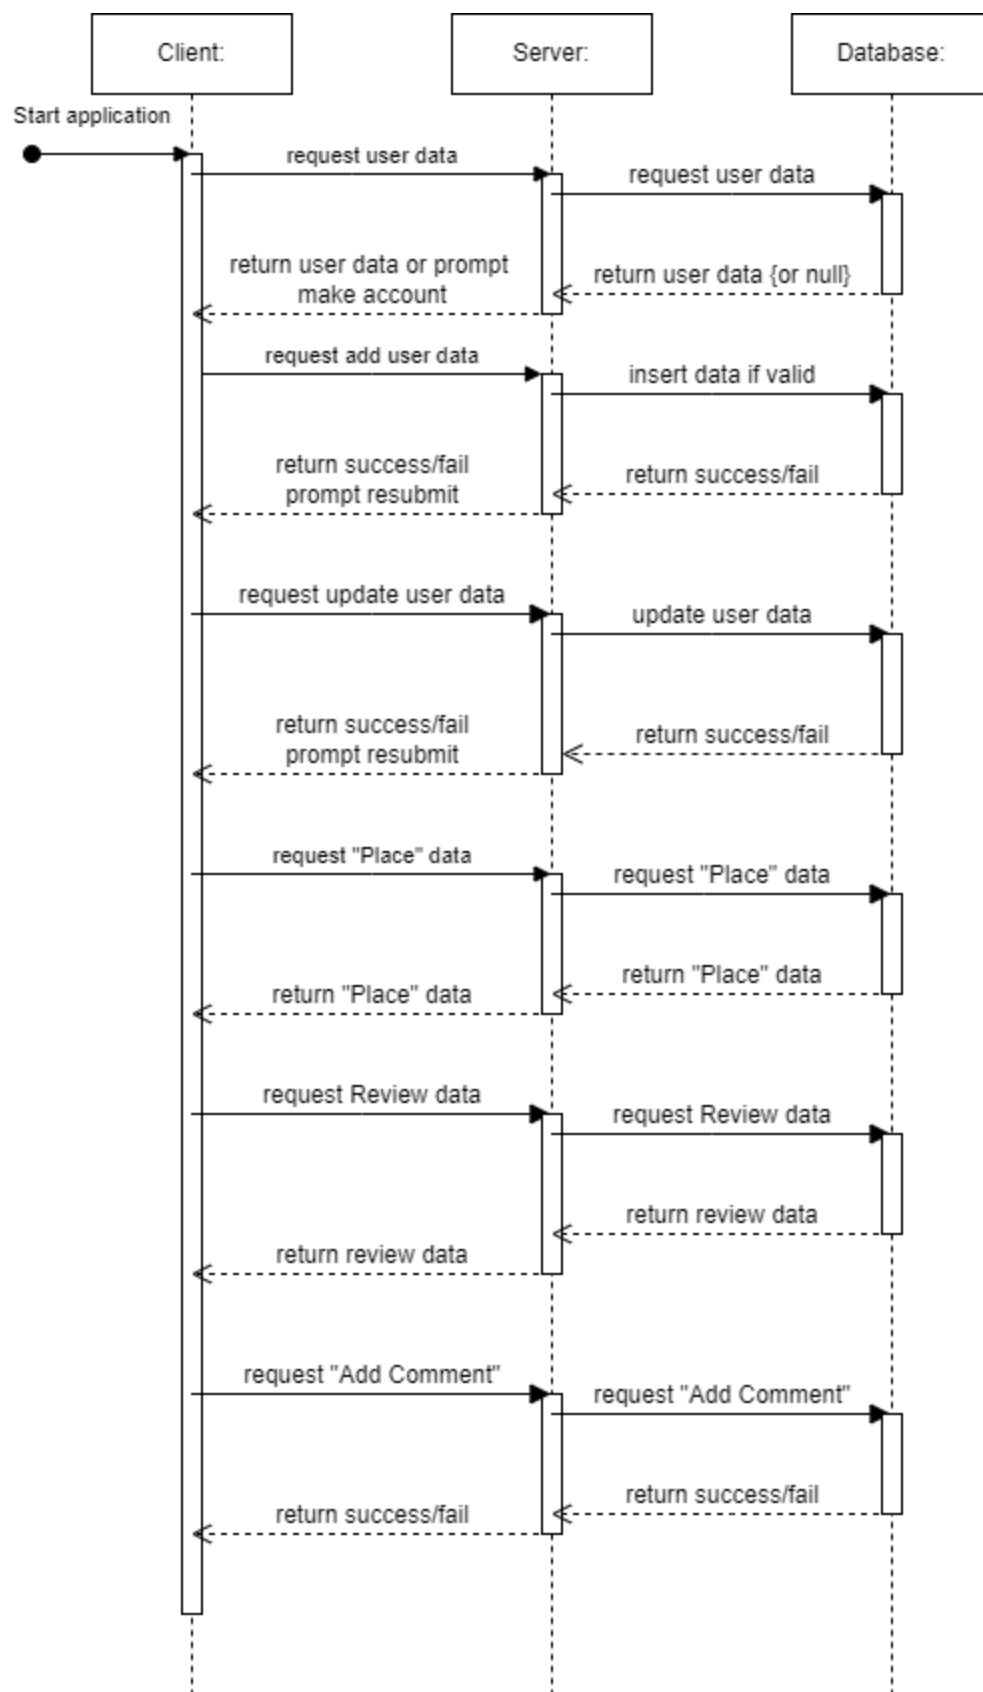 Client:
Server:
Database:
Start application
request user data
request user data
return user data or prompt
make account
return user data {or null}
request add user data
insert data if valid
return success/fail
prompt resubmit
return success/fail
request update user data
update user data
return success/fail
prompt resubmit
return success/fail
request "Place" data
request "Place" data
return "Place" data
return "Place" data
request Review data
request Review data
return review data
return review data
request "Add Comment"
request "Add Comment"
return success/fail
return success/fail